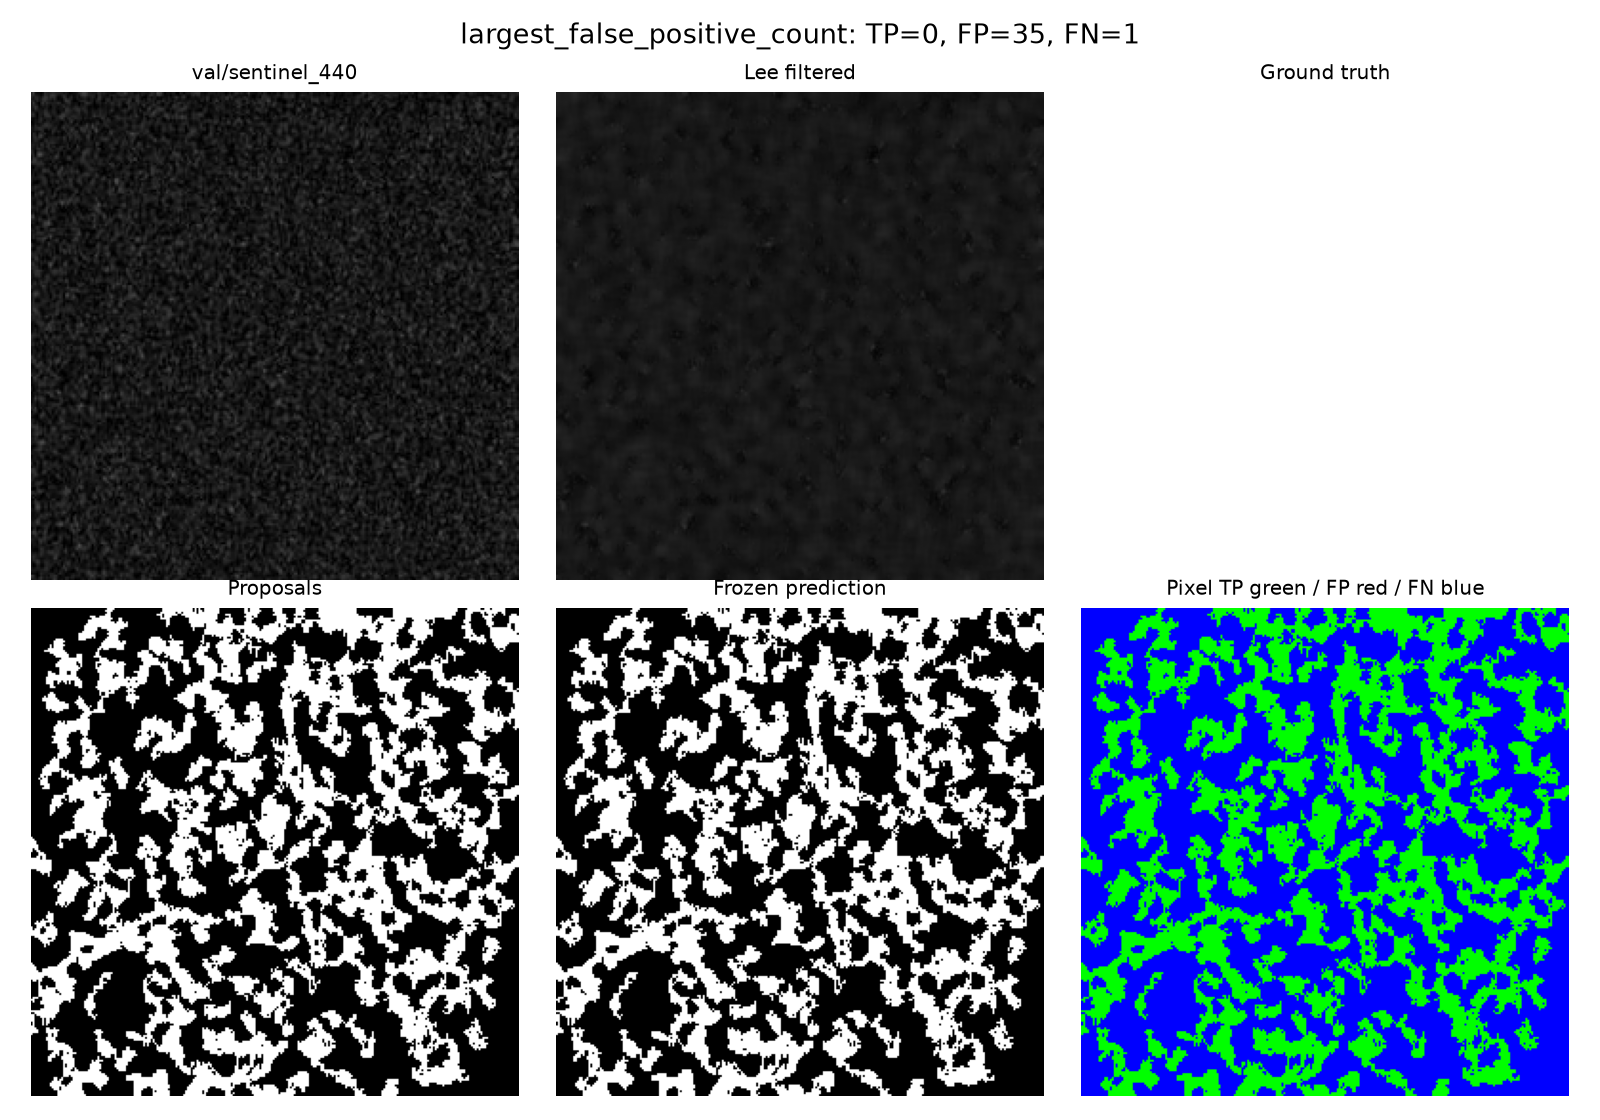 largest_false_positive_count: TP=0, FP=35, FN=1
val/sentinel_440
Lee filtered
Ground truth
Proposals
Frozen prediction
Pixel TP green / FP red / FN blue